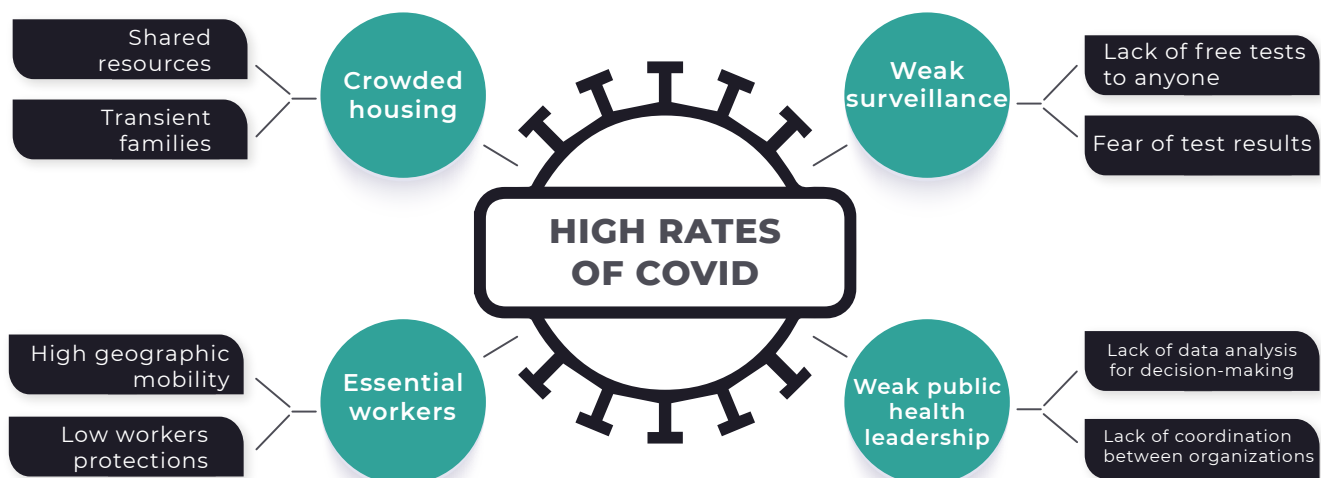 Shared
resources
Transient
families
Crowded
housing
Weak
surveillance
Lack of free tests
to anyone
Fear of test results
HIGH RATES
OF COVID
High geographic
mobility
Low workers
protections
Essential
workers
Weak public
health
leadership
Lack of data analysis
for decision-making
Lack of coordination
between organizations